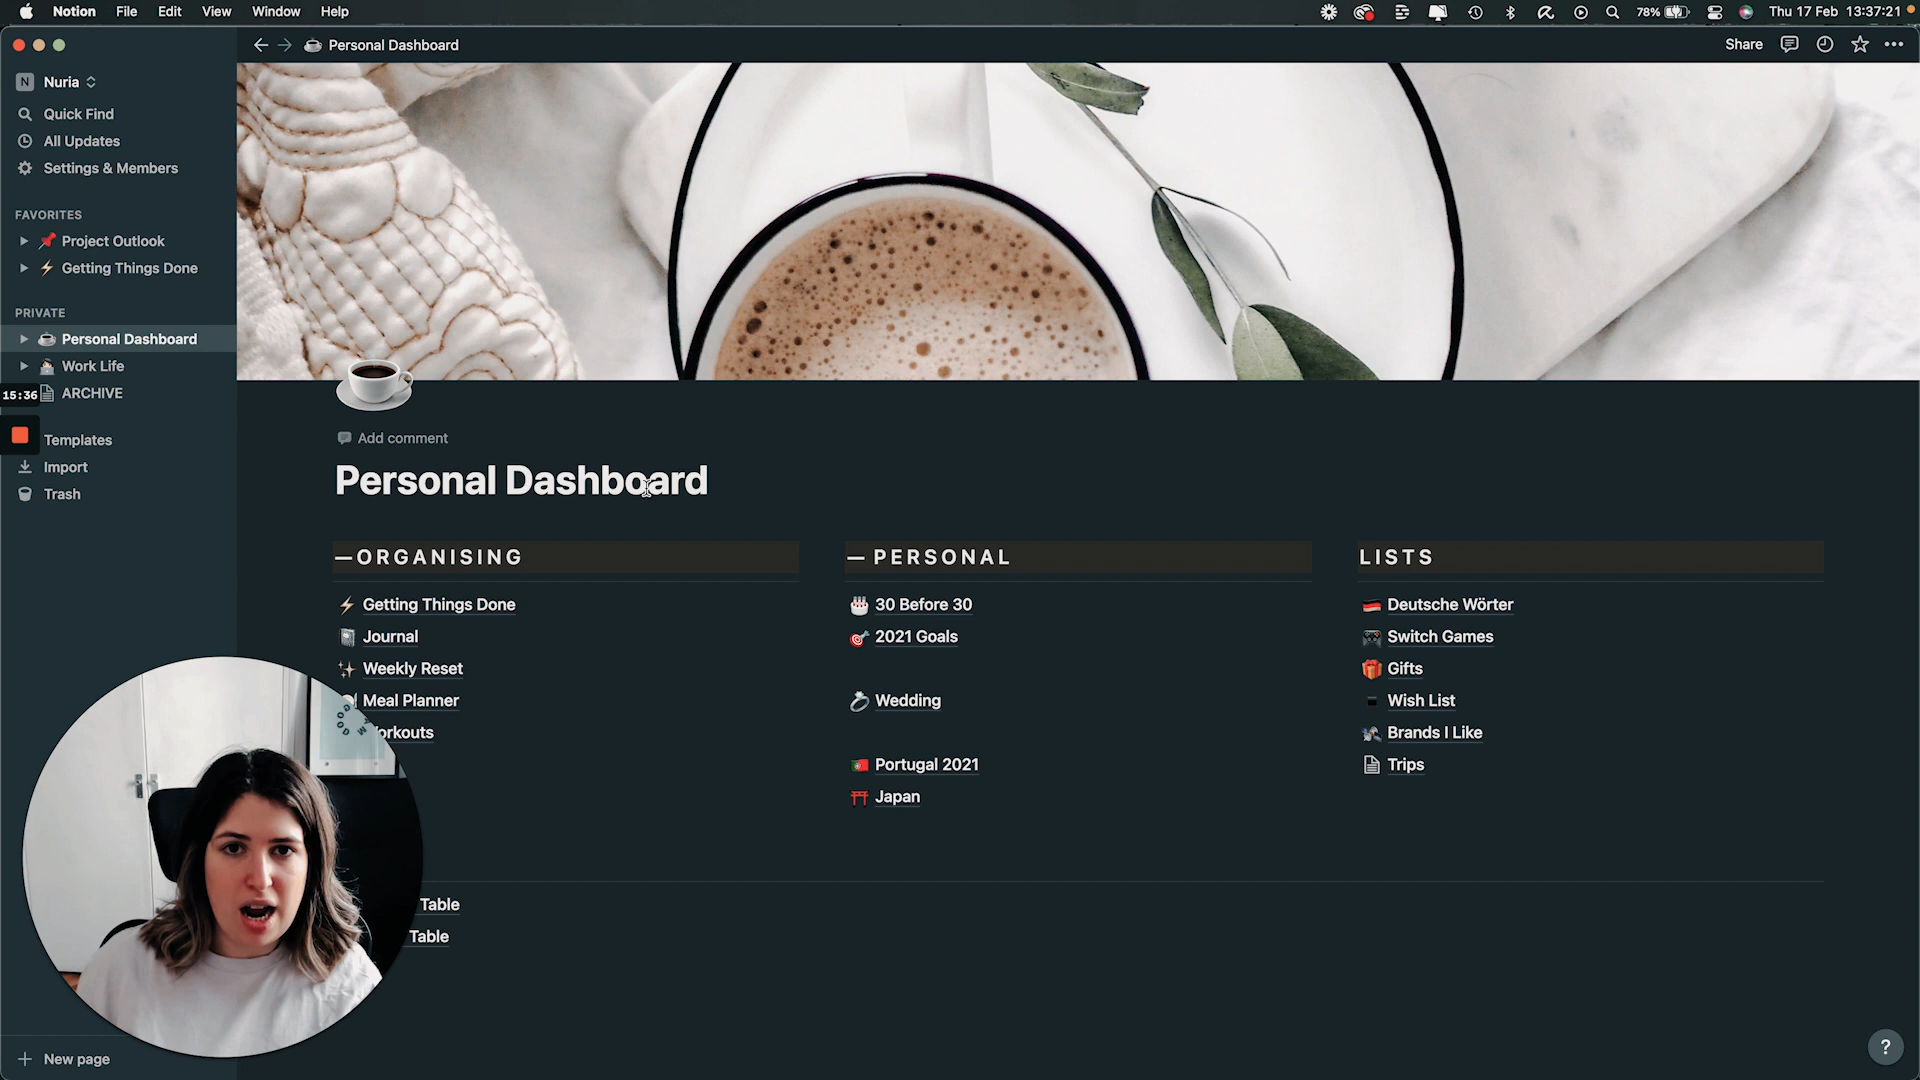 Notion File Edit View Window Help
78% Thu 17 Feb 13:37:21
Personal Dashboard
Share
N Nuria
Quick Find
All Updates
Settings & Members
FAVORITES
Project Outlook
Getting Things Done
PRIVATE
Personal Dashboard
Work Life
15:36
ARCHIVE
Templates
Import
Trash
New page
Add comment
Personal Dashboard
—ORGANISING
Getting Things Done
Journal
Weekly Reset
Meal Planner
orkouts
— PERSONAL
30 Before 30
2021 Goals
Wedding
Portugal 2021
Japan
LISTS
Deutsche Wörter
Switch Games
Gifts
Wish List
Brands I Like
Trips
Table
Table
?